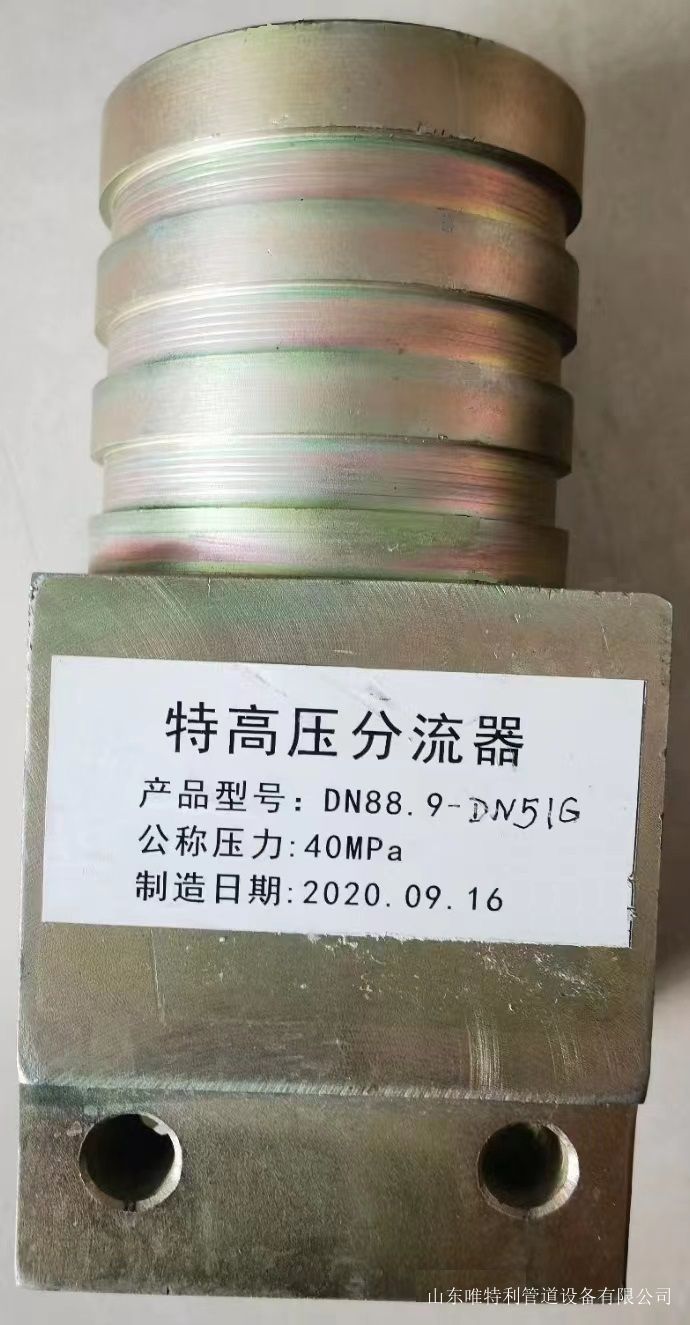 特高压分流器
产品型号: DN88.9-DN51G
公称压力:40MPa
制造日期:2020.09.16
山东唯特利管道设备有限公司